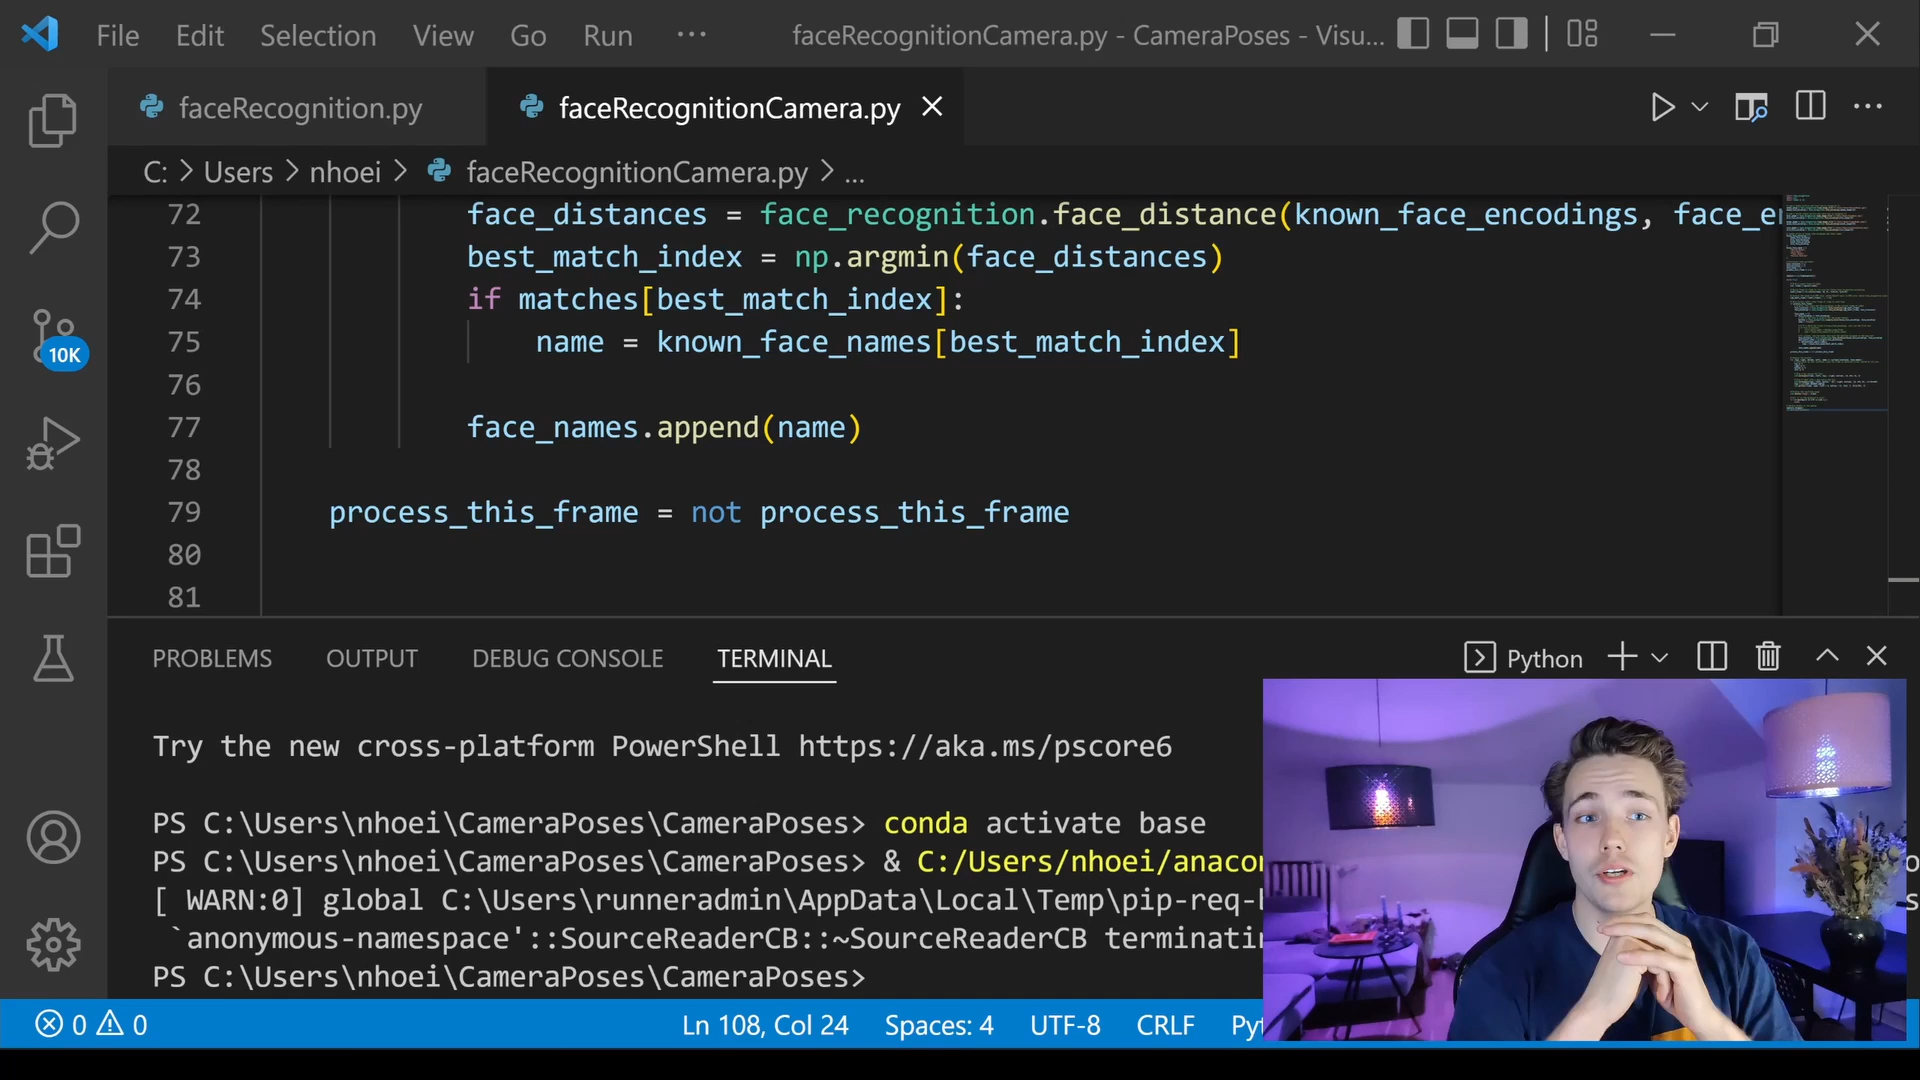 File Edit Selection View Go Run ... faceRecognitionCamera.py - CameraPoses - Visu...
faceRecognition.py faceRecognitionCamera.py
C: > Users > nhoei > faceRecognitionCamera.py > ...
72 face_distances = face_recognition.face_distance(known_face_encodings, face_e
73 best_match_index = np.argmin(face_distances)
74 if matches[best_match_index]:
75 name = known_face_names[best_match_index]
76
77 face_names.append(name)
78
79 process_this_frame = not process_this_frame
80
81
10K
PROBLEMS OUTPUT DEBUG CONSOLE TERMINAL Python
Try the new cross-platform PowerShell https://aka.ms/pscore6
PS C:\Users\nhoei\CameraPoses\CameraPoses> conda activate base
PS C:\Users\nhoei\CameraPoses\CameraPoses> & C:/Users/nhoei/anaco
[ WARN:0] global C:\Users\runneradmin\AppData\Local\Temp\pip-req-
`anonymous-namespace'::SourceReaderCB::~SourceReaderCB terminati
PS C:\Users\nhoei\CameraPoses\CameraPoses>
0 0 Ln 108, Col 24 Spaces: 4 UTF-8 CRLF Py